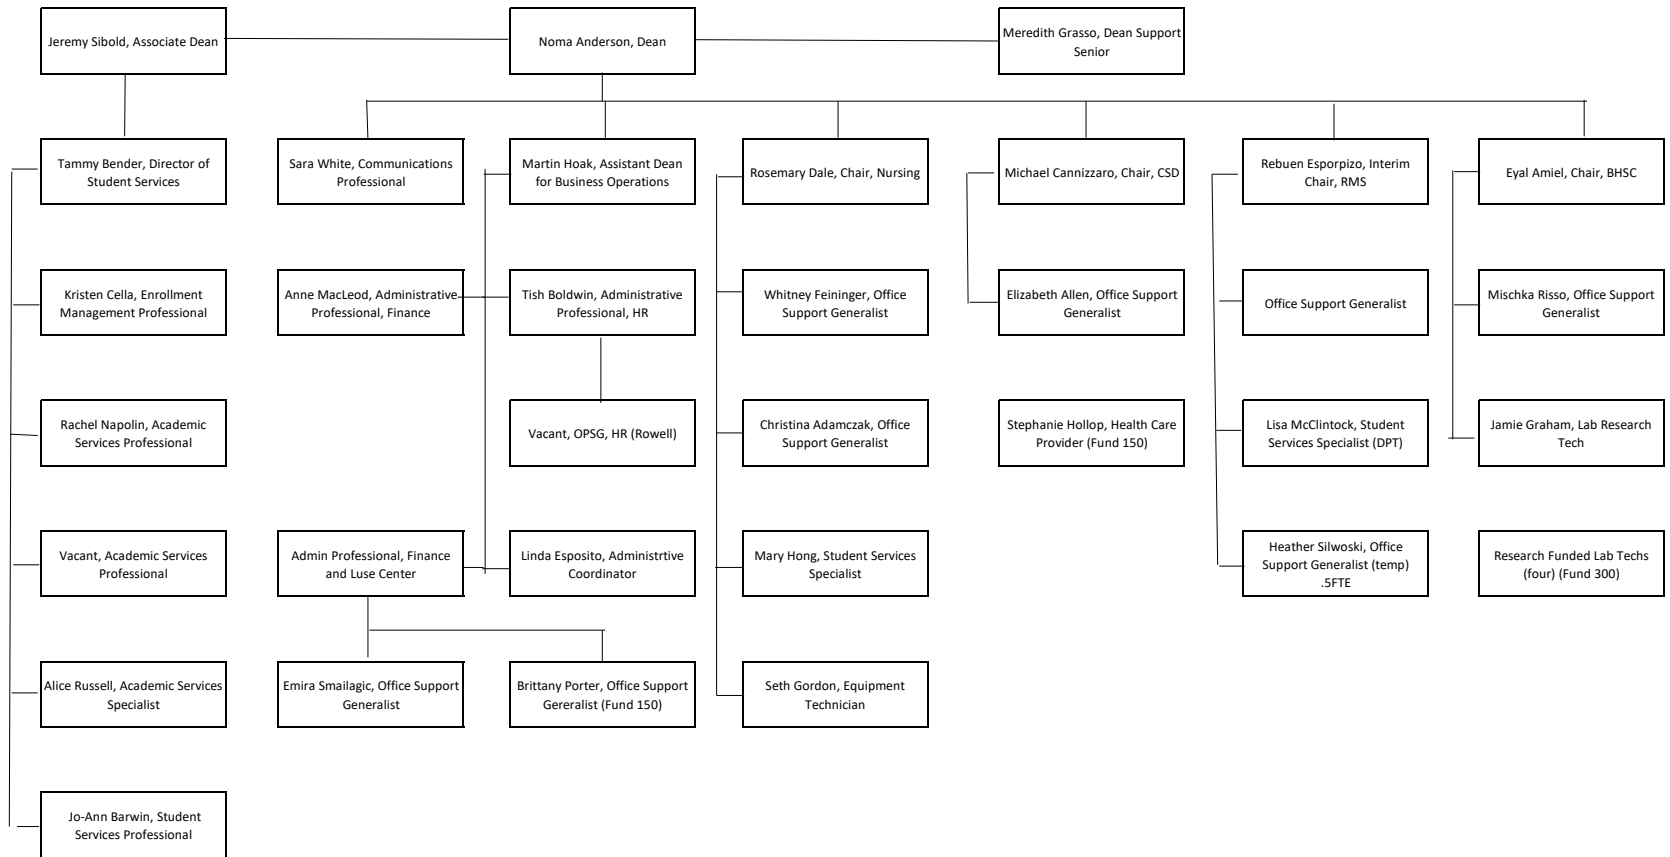 Jeremy Sibold, Associate Dean
Noma Anderson, Dean
Meredith Grasso, Dean Support
Senior
Tammy Bender, Director of
Student Services
Sara White, Communications
Professional
Martin Hoak, Assistant Dean
for Business Operations
Rosemary Dale, Chair, Nursing
Michael Cannizzaro, Chair, CSD
Rebuen Esporpizo, Interim
Chair, RMS
Eyal Amiel, Chair, BHSC
Kristen Cella, Enrollment
Management Professional
Anne MacLeod, Administrative
Professional, Finance
Tish Boldwin, Administrative
Professional, HR
Whitney Feininger, Office
Support Generalist
Elizabeth Allen, Office Support
Generalist
Office Support Generalist
Mischka Risso, Office Support
Generalist
Rachel Napolin, Academic
Services Professional
Vacant, OPSG, HR (Rowell)
Christina Adamczak, Office
Support Generalist
Stephanie Hollop, Health Care
Provider (Fund 150)
Lisa McClintock, Student
Services Specialist (DPT)
Jamie Graham, Lab Research
Tech
Vacant, Academic Services
Professional
Admin Professional, Finance
and Luse Center
Linda Esposito, Administrtive
Coordinator
Mary Hong, Student Services
Specialist
Heather Silwoski, Office
Support Generalist (temp)
.5FTE
Research Funded Lab Techs
(four) (Fund 300)
Alice Russell, Academic Services
Specialist
Emira Smailagic, Office Support
Generalist
Brittany Porter, Office Support
Gereralist (Fund 150)
Seth Gordon, Equipment
Technician
Jo-Ann Barwin, Student
Services Professional